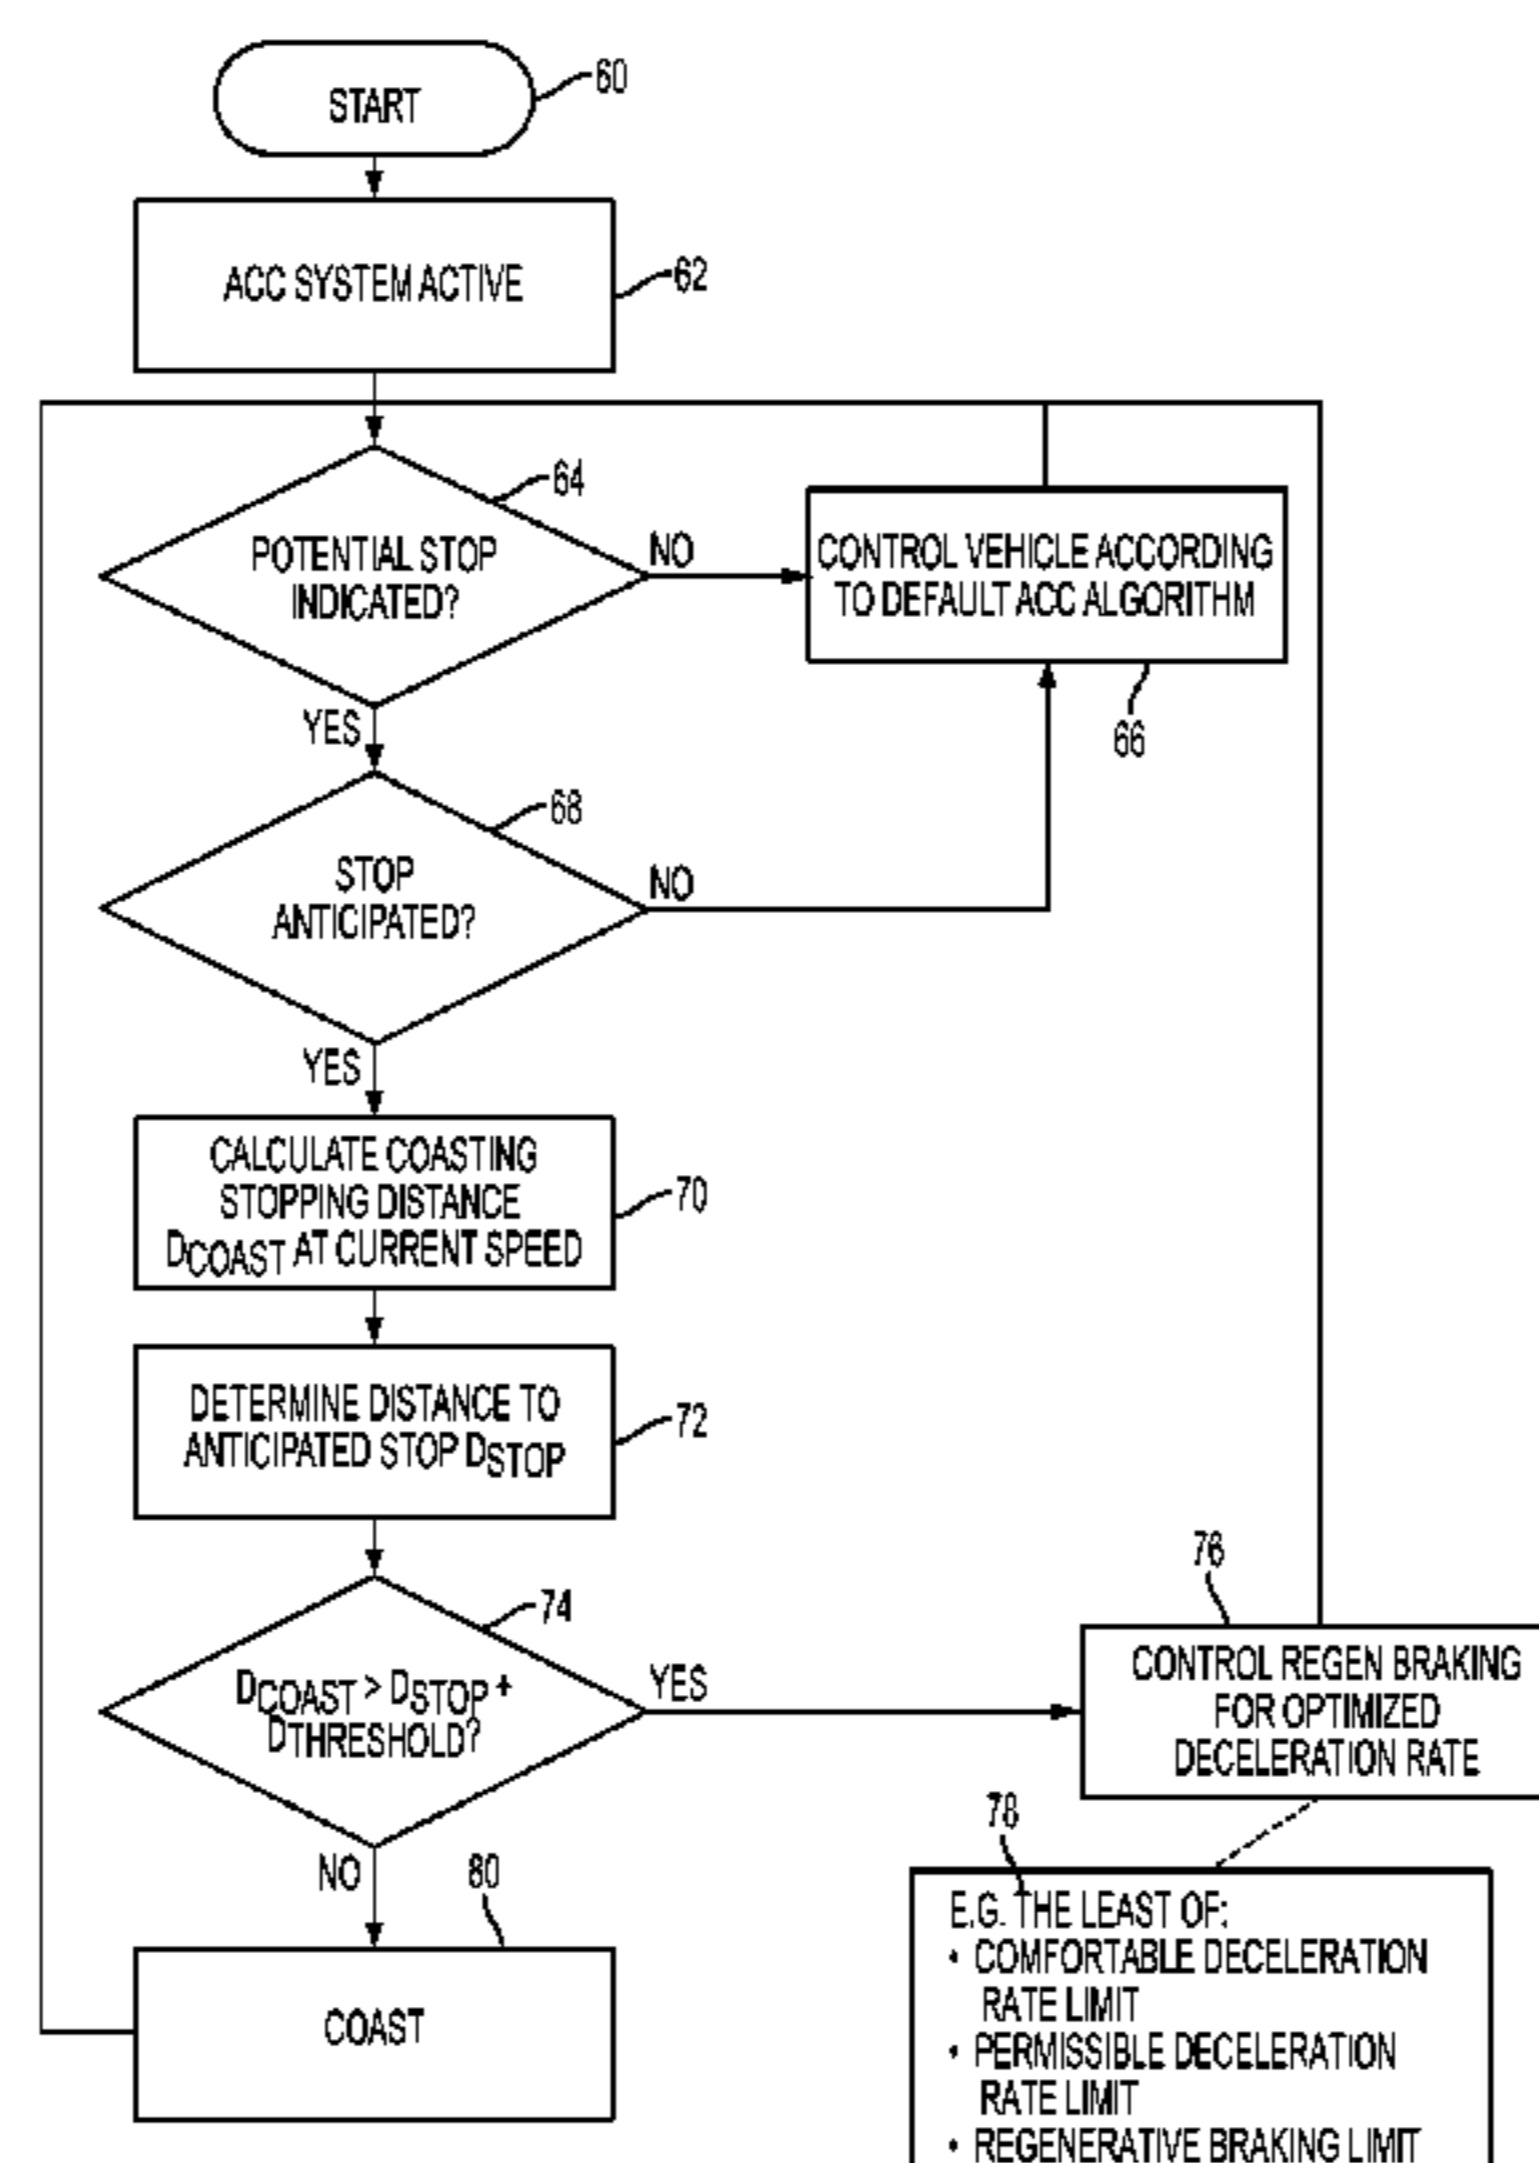 START
60
ACC SYSTEM ACTIVE
62
64
POTENTIAL STOP
INDICATED?
NO
CONTROL VEHICLE ACCORDING
TO DEFAULT ACC ALGORITHM
66
YES
68
STOP
ANTICIPATED?
NO
YES
CALCULATE COASTING
STOPPING DISTANCE
DCOAST AT CURRENT SPEED
70
DETERMINE DISTANCE TO
ANTICIPATED STOP DSTOP
72
74
DCOAST > DSTOP +
DTHRESHOLD?
YES
76
CONTROL REGEN BRAKING
FOR OPTIMIZED
DECELERATION RATE
NO
80
COAST
78
E.G. THE LEAST OF:
• COMFORTABLE DECELERATION
RATE LIMIT
• PERMISSIBLE DECELERATION
RATE LIMIT
• REGENERATIVE BRAKING LIMIT